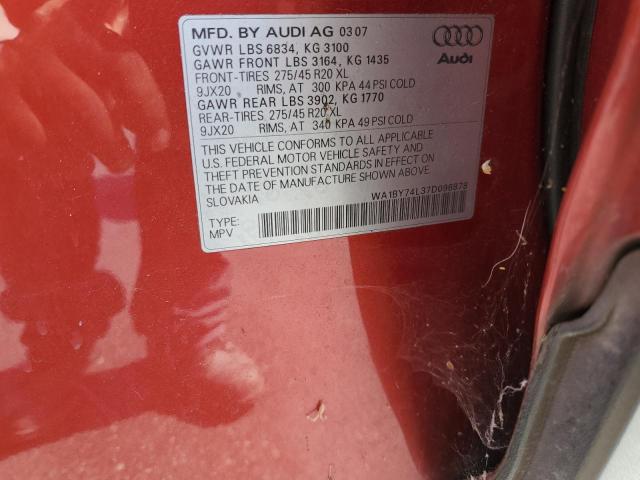 MFD. BY AUDI AG 03 07
GVWR LBS 6834, KG 3100
GAWR FRONT LBS 3164, KG 1435
FRONT-TIRES 275/45 R20 XL
9JX20 RIMS, AT 300 KPA 44 PSI COLD
GAWR REAR LBS 3902, KG 1770
REAR-TIRES 275/45 R20 XL
9JX20 RIMS, AT 340 KPA 49 PSI COLD
Audi
THIS VEHICLE CONFORMS TO ALL APPLICABLE
U.S. FEDERAL MOTOR VEHICLE SAFETY AND
THEFT PREVENTION STANDARDS IN EFFECT ON
THE DATE OF MANUFACTURE SHOWN ABOVE.
SLOVAKIA
WA1BY74L37D098878
TYPE:
MPV